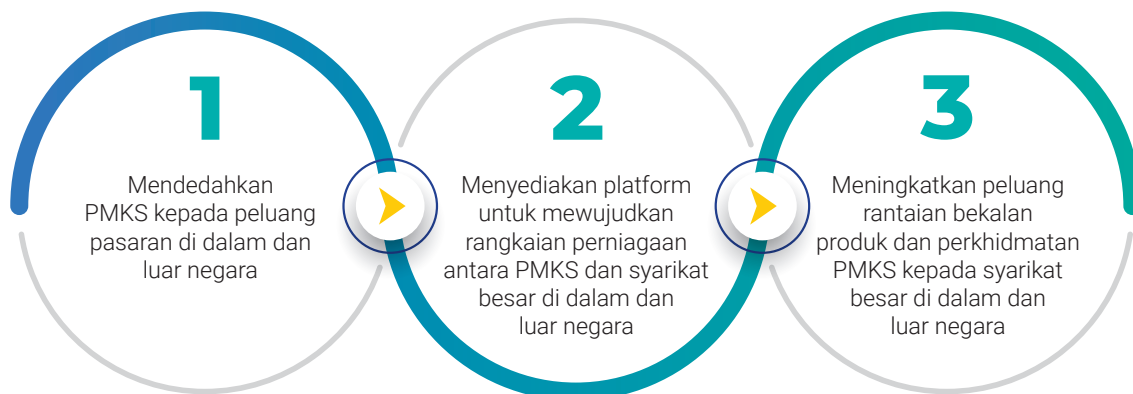 1
Mendedahkan
PMKS kepada peluang
pasaran di dalam dan
luar negara
2
Menyediakan platform
untuk mewujudkan
rangkaian perniagaan
antara PMKS dan syarikat
besar di dalam dan
luar negara
3
Meningkatkan peluang
rantaian bekalan
produk dan perkhidmatan
PMKS kepada syarikat
besar di dalam dan
luar negara